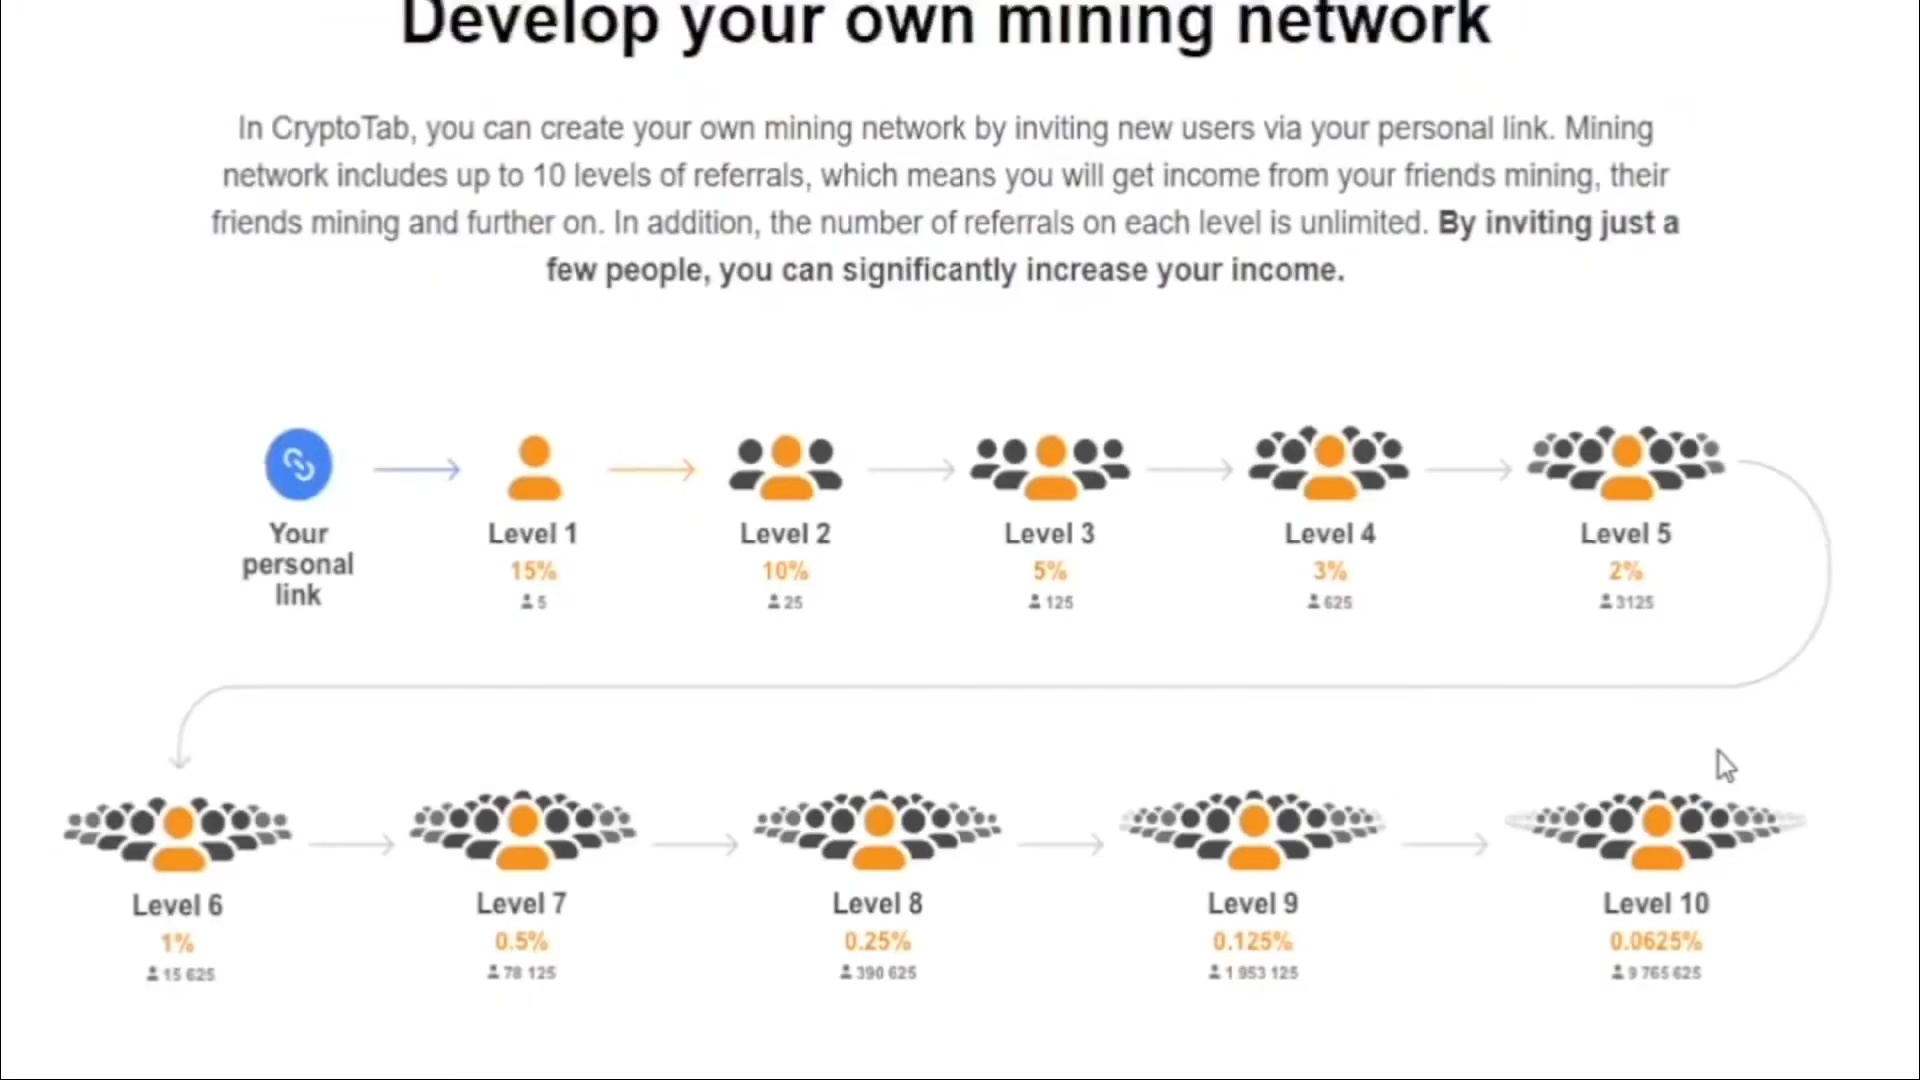 Develop your own mining network
In CryptoTab, you can create your own mining network by inviting new users via your personal link. Mining
network includes up to 10 levels of referrals, which means you will get income from your friends mining, their
friends mining and further on. In addition, the number of referrals on each level is unlimited. By inviting just a
few people, you can significantly increase your income.
Your
personal
link
Level 1
15%
5
Level 2
10%
25
Level 3
5%
125
Level 4
3%
625
Level 5
2%
3125
Level 6
1%
15 625
Level 7
0.5%
78 125
Level 8
0.25%
390 625
Level 9
0.125%
1 953 125
Level 10
0.0625%
9 765 625